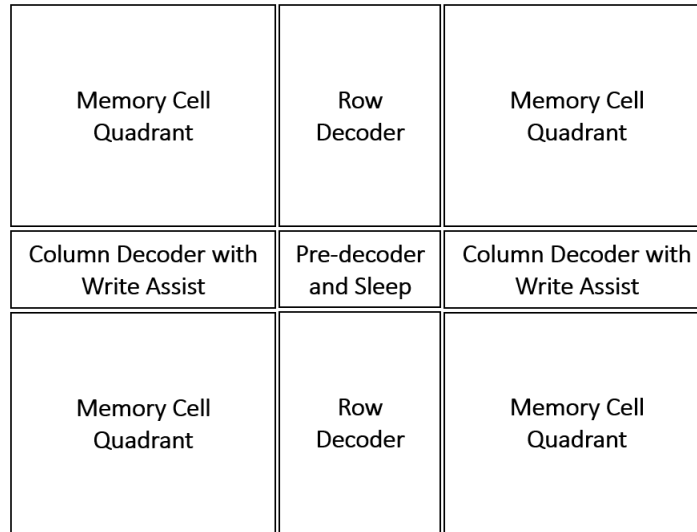 Memory Cell
Quadrant
Row
Decoder
Memory Cell
Quadrant
Column Decoder with
Write Assist
Pre-decoder
and Sleep
Column Decoder with
Write Assist
Memory Cell
Quadrant
Row
Decoder
Memory Cell
Quadrant